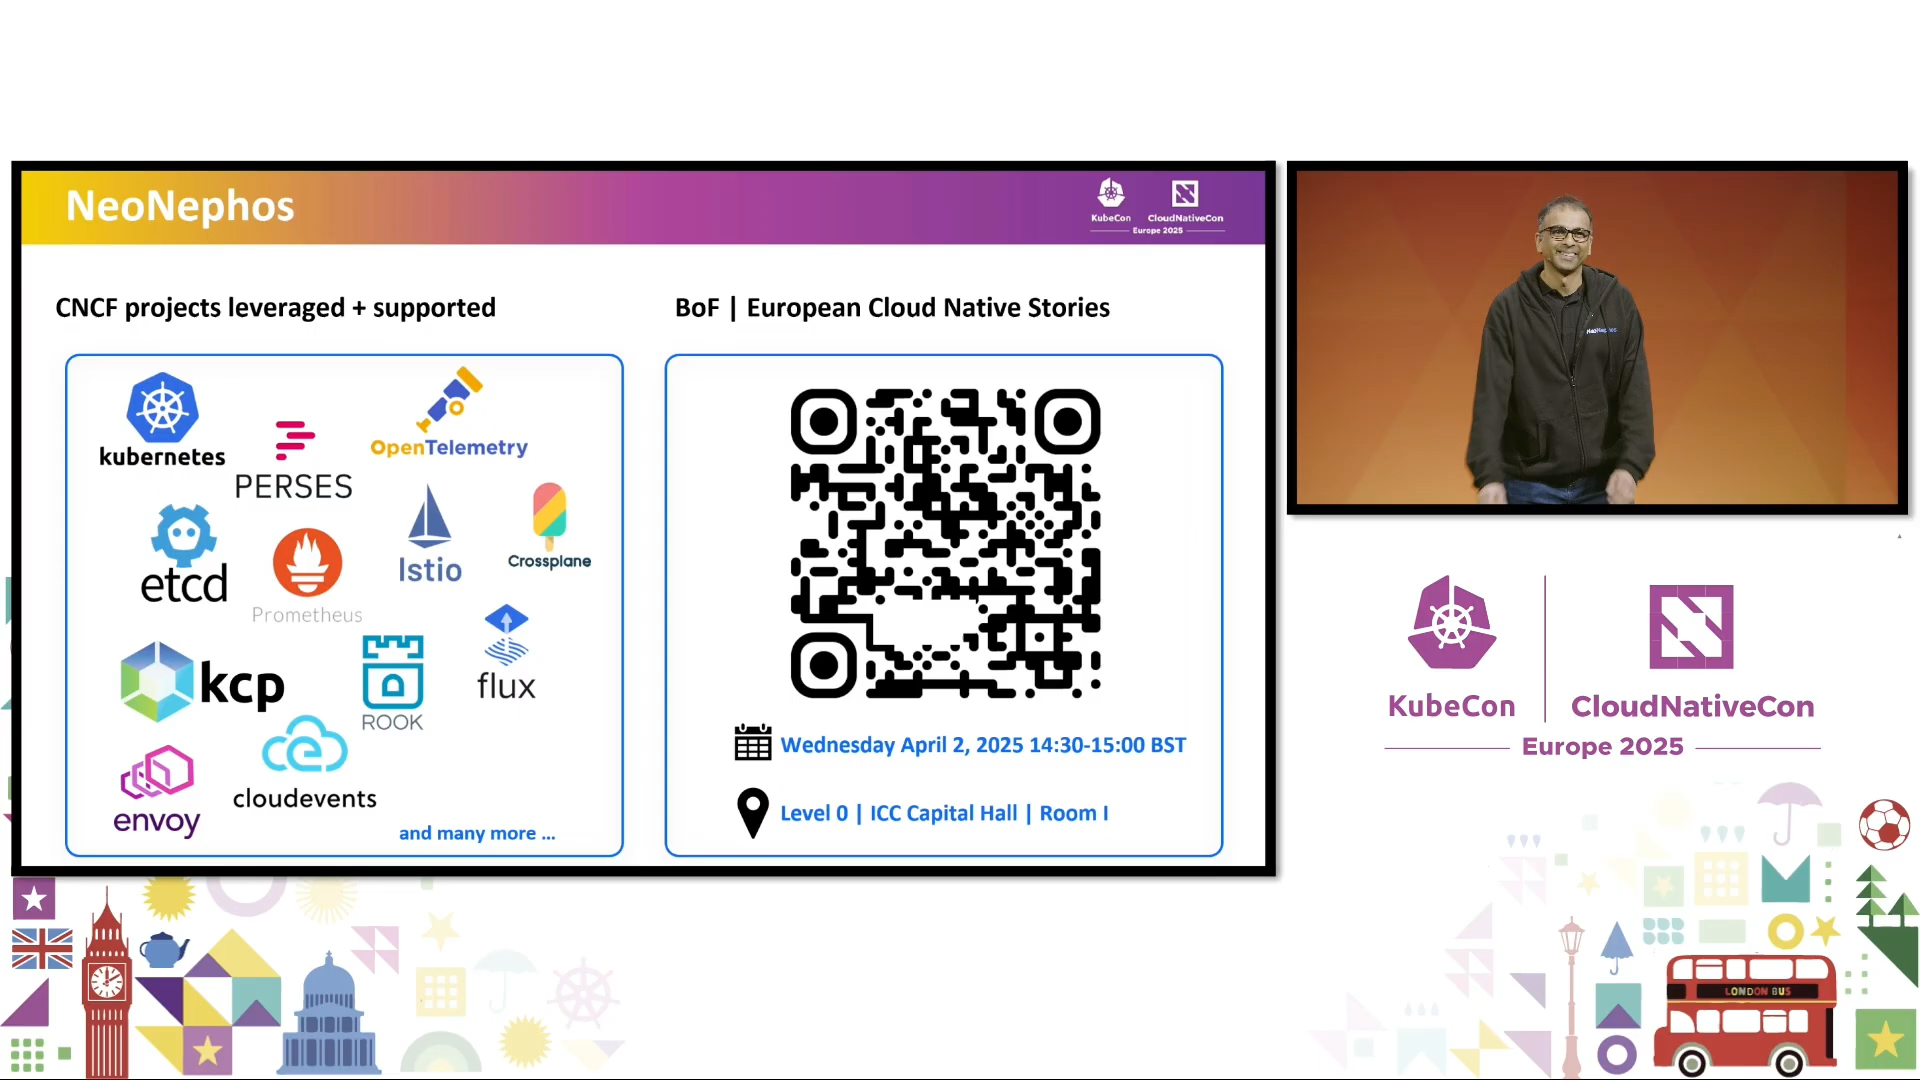 NeoNephos
KubeCon
CloudNativeCon
Europe 2025
CNCF projects leveraged + supported
kubernetes
PERSES
OpenTelemetry
etcd
Prometheus
Istio
Crossplane
kcp
ROOK
flux
envoy
cloudevents
and many more ...
BoF | European Cloud Native Stories
Wednesday April 2, 2025 14:30-15:00 BST
Level 0 | ICC Capital Hall | Room I
NeoNephos
KubeCon
CloudNativeCon
Europe 2025
LONDON BUS